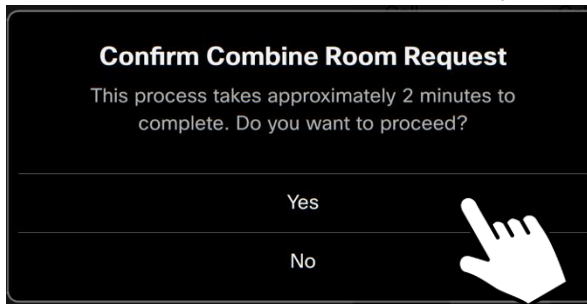 Confirm Combine Room Request
This process takes approximately 2 minutes to
complete. Do you want to proceed?
Yes
No